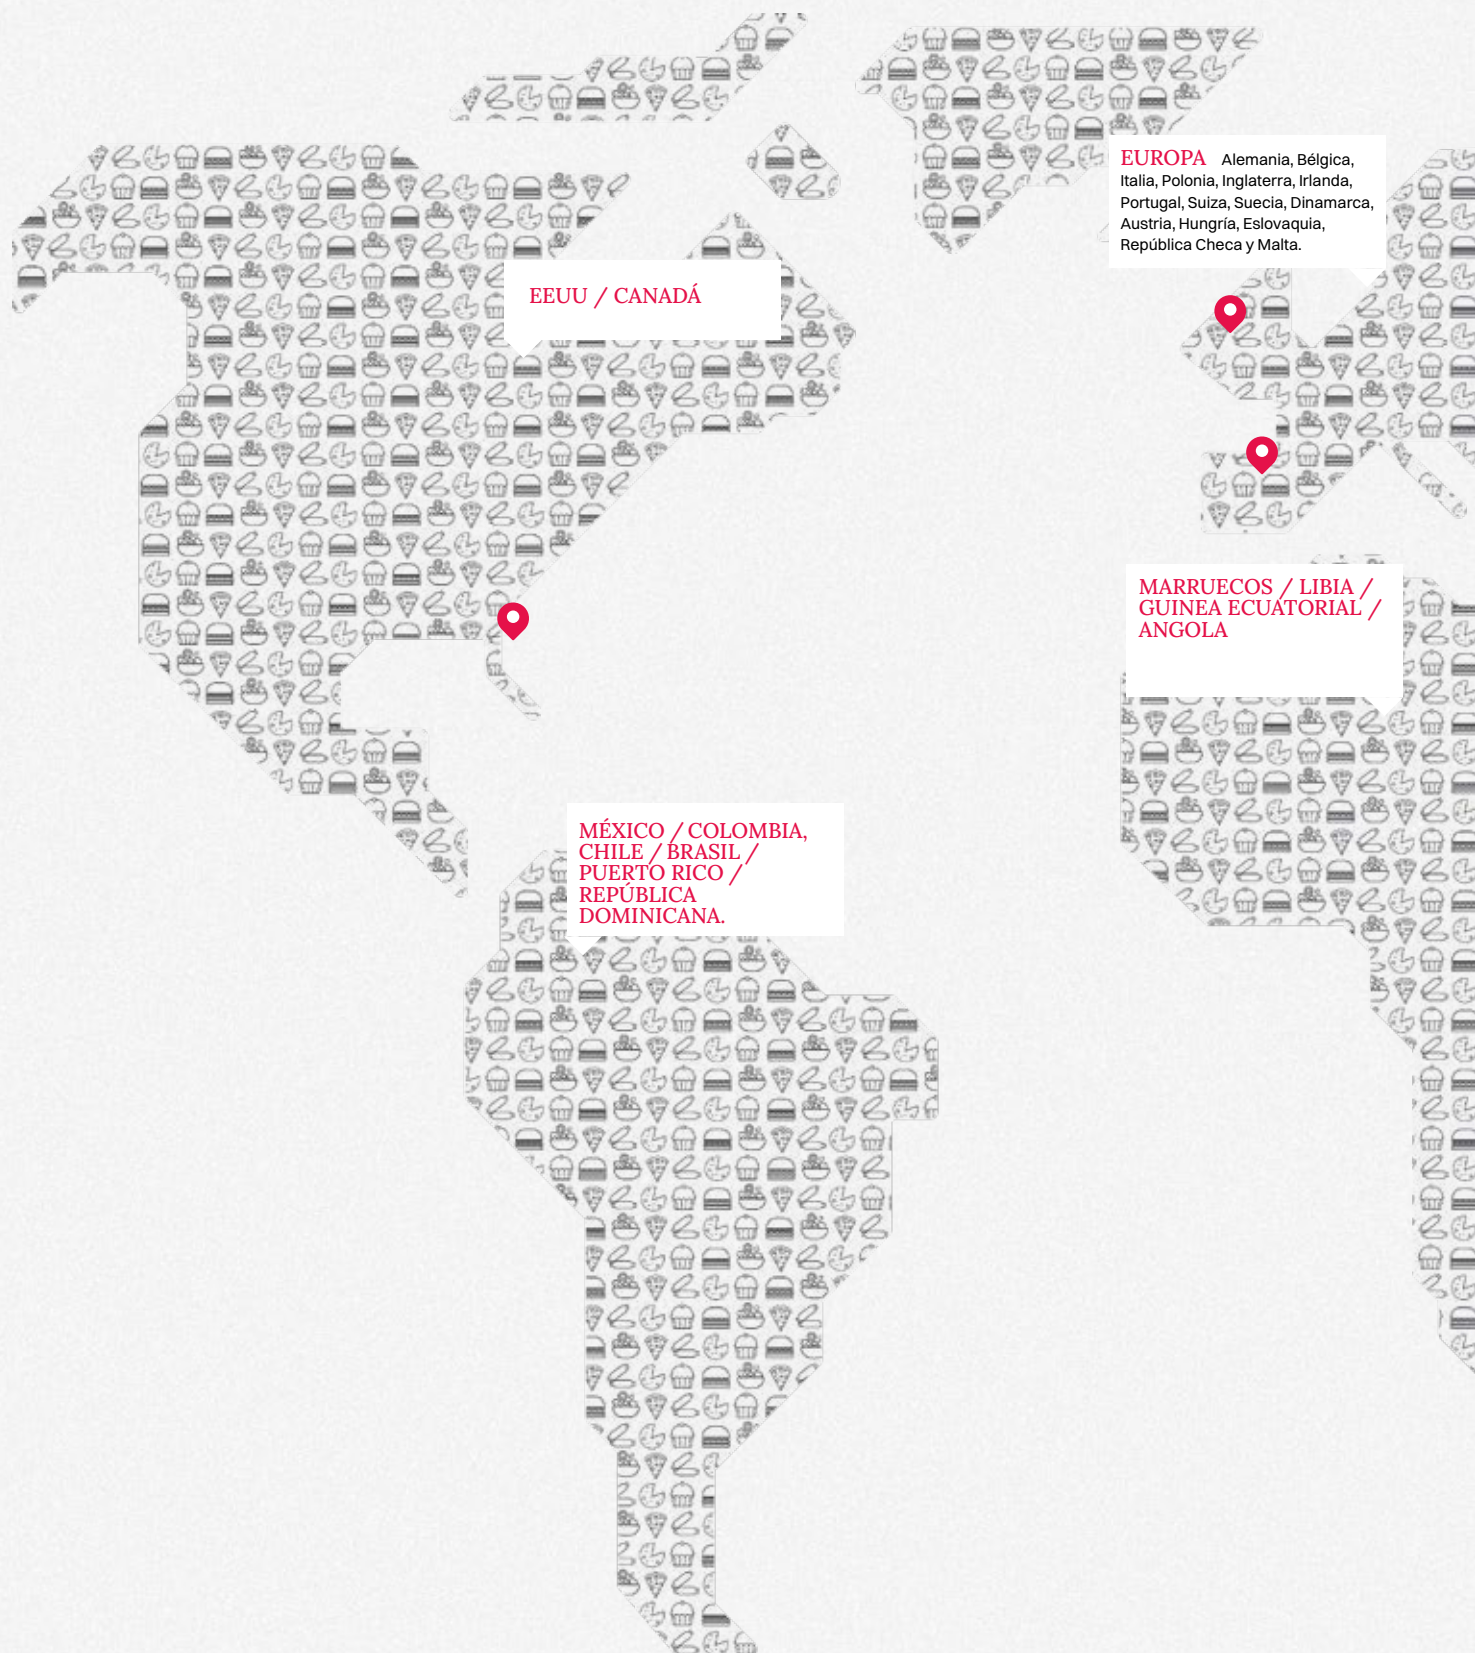 EUROPA Alemania, Bélgica,
Italia, Polonia, Inglaterra, Irlanda,
Portugal, Suiza, Suecia, Dinamarca,
Austria, Hungría, Eslovaquia,
República Checa y Malta.
EEUU / CANADÁ
MARRUECOS / LIBIA /
GUINEA ECUATORIAL /
ANGOLA
MÉXICO / COLOMBIA,
CHILE / BRASIL /
PUERTO RICO /
REPÚBLICA
DOMINICANA.